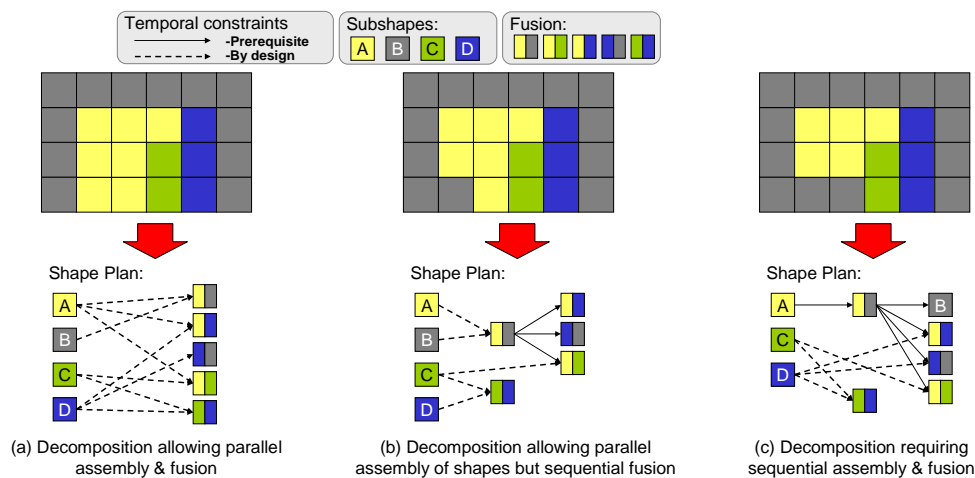 Temporal constraints
-Prerequisite
-By design
Subshapes:
A B C D
Fusion:
Shape Plan:
A
B
C
D
(a) Decomposition allowing parallel
assembly & fusion
Shape Plan:
A
B
C
D
(b) Decomposition allowing parallel
assembly of shapes but sequential fusion
Shape Plan:
A
B
C
D
(c) Decomposition requiring
sequential assembly & fusion